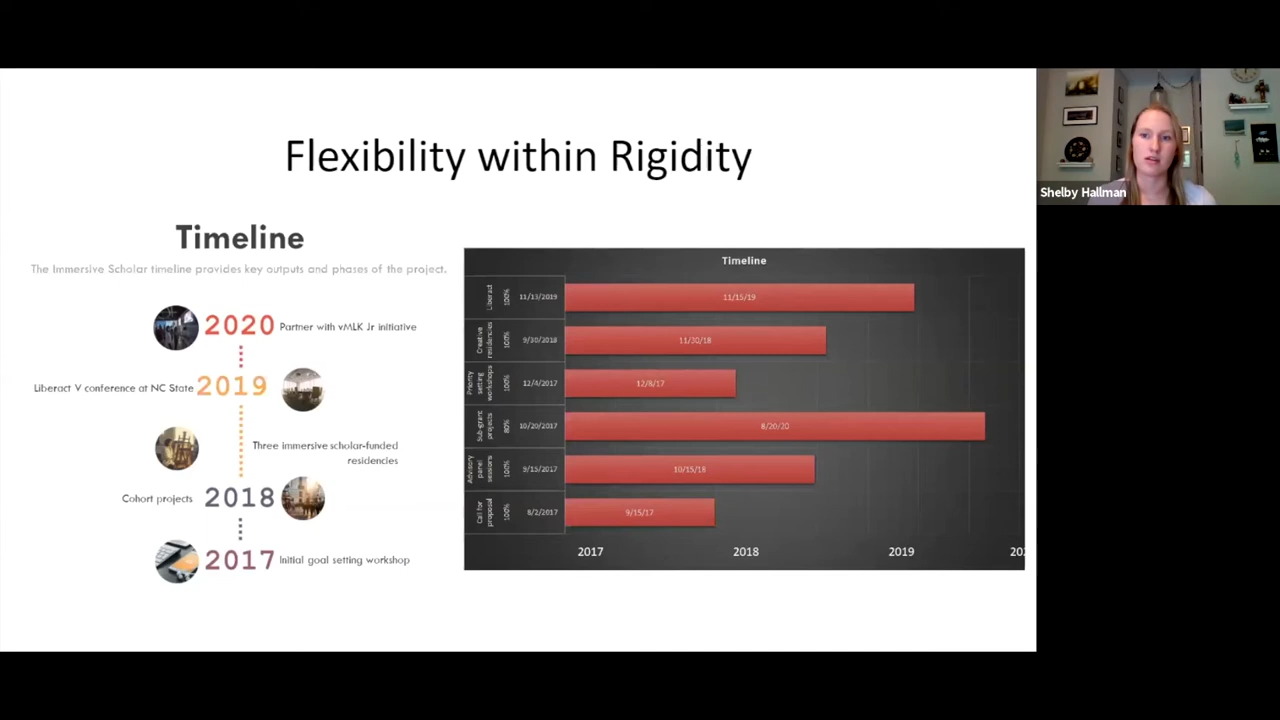 Flexibility within Rigidity
Timeline
The Immersive Scholar timeline provides key outputs and phases of the project.
2020 Partner with vMLK Jr initiative
Liberact V conference at NC State 2019
Three immersive scholar-funded
residencies
Cohort projects 2018
2017 Initial goal setting workshop
Timeline
Liberact 100% 11/13/2019 11/15/19
Creative
residencies
100% 9/30/2018 11/30/18
Priority
setting
workshops
100% 12/4/2017 12/8/17
Sub-grant
projects
80% 10/20/2017 8/20/20
Advisory
panel
sessions
100% 9/15/2017 10/15/18
Call for
proposal
100% 8/2/2017 9/15/17
2017 2018 2019
Shelby Hallman